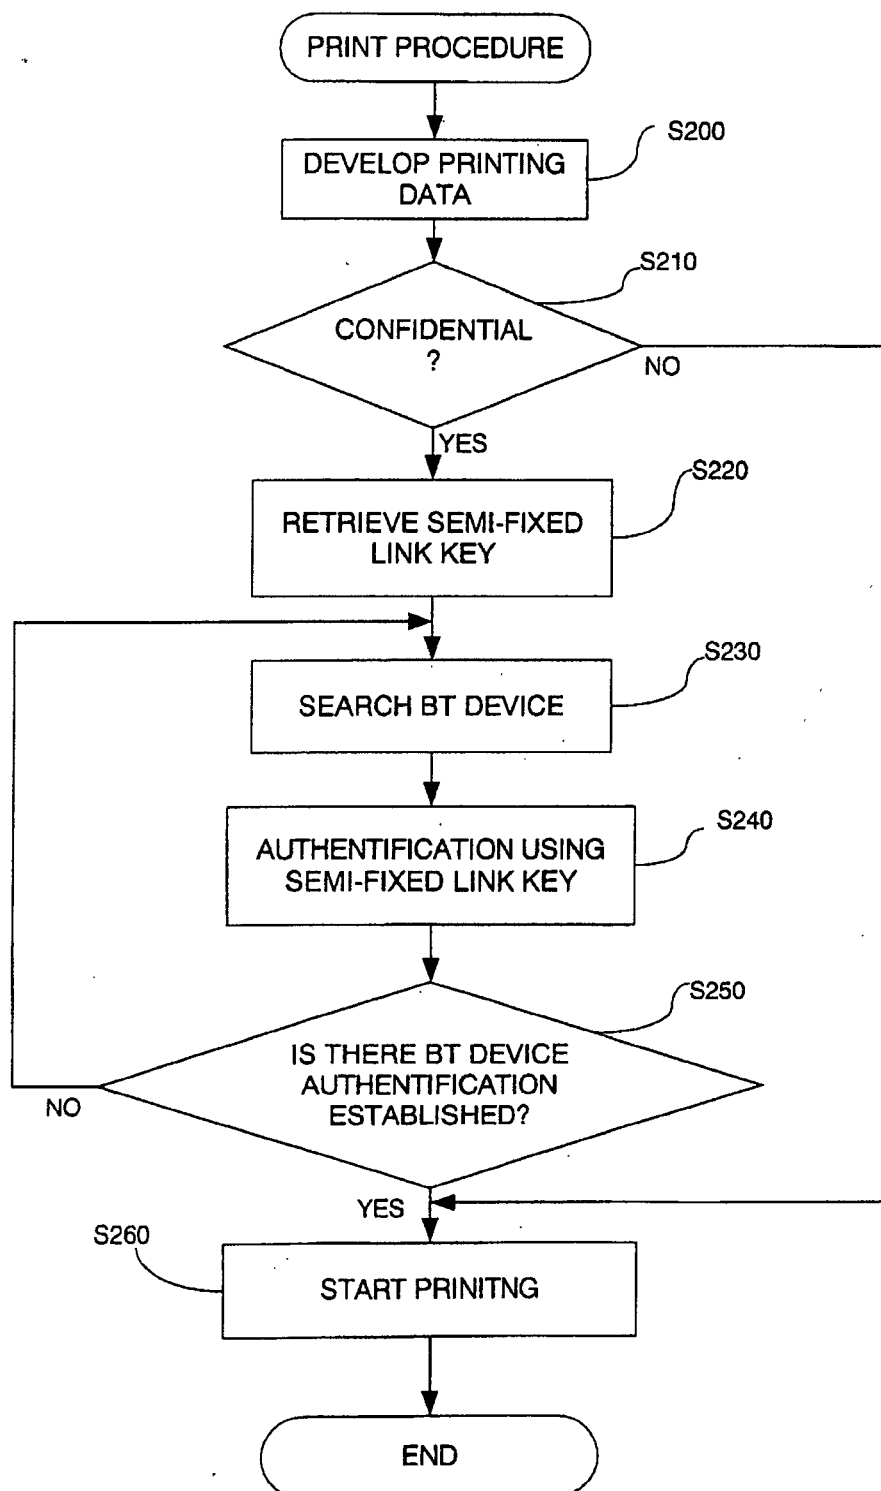 PRINT PROCEDURE
S200
DEVELOP PRINTING
DATA
S210
CONFIDENTIAL
?
NO
YES
S220
RETRIEVE SEMI-FIXED
LINK KEY
S230
SEARCH BT DEVICE
S240
AUTHENTIFICATION USING
SEMI-FIXED LINK KEY
S250
IS THERE BT DEVICE
AUTHENTIFICATION
ESTABLISHED?
NO
YES
S260
START PRINITNG
END